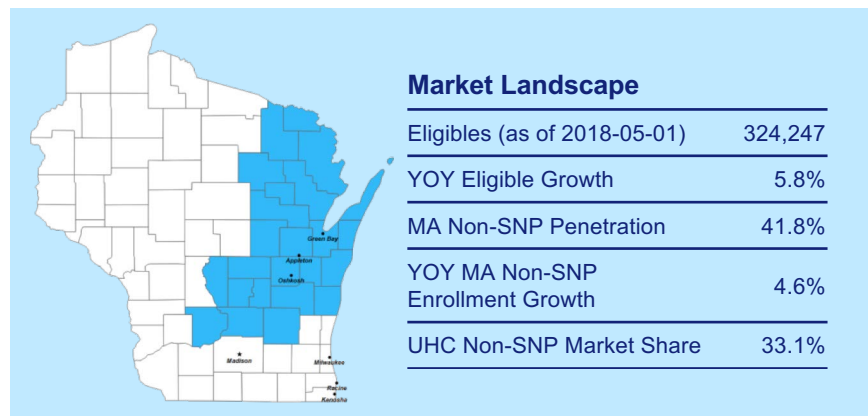 Market Landscape
Eligibles (as of 2018-05-01) 324,247
YOY Eligible Growth 5.8%
MA Non-SNP Penetration 41.8%
YOY MA Non-SNP
Enrollment Growth 4.6%
UHC Non-SNP Market Share 33.1%
Green Bay
Appleton
Oshkosh
Madison
Milwaukee
Racine
Kenosha